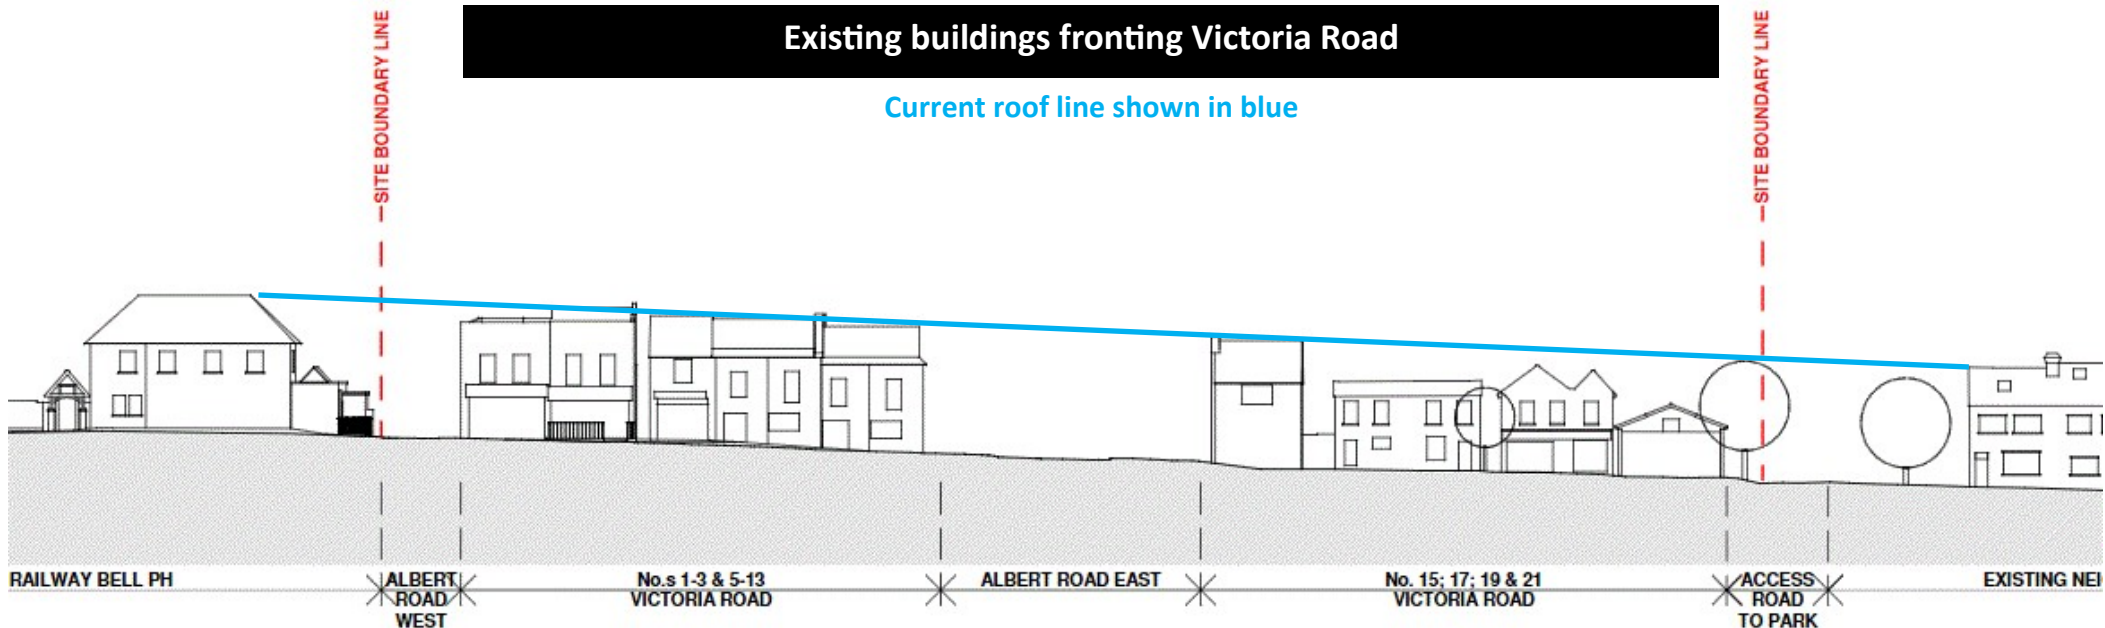 Existing buildings fronting Victoria Road
Current roof line shown in blue
SITE BOUNDARY LINE
SITE BOUNDARY LINE
RAILWAY BELL PH
ALBERT
ROAD
WEST
No.s 1-3 & 5-13
VICTORIA ROAD
ALBERT ROAD EAST
No. 15; 17; 19 & 21
VICTORIA ROAD
ACCESS
ROAD
TO PARK
EXISTING NEI